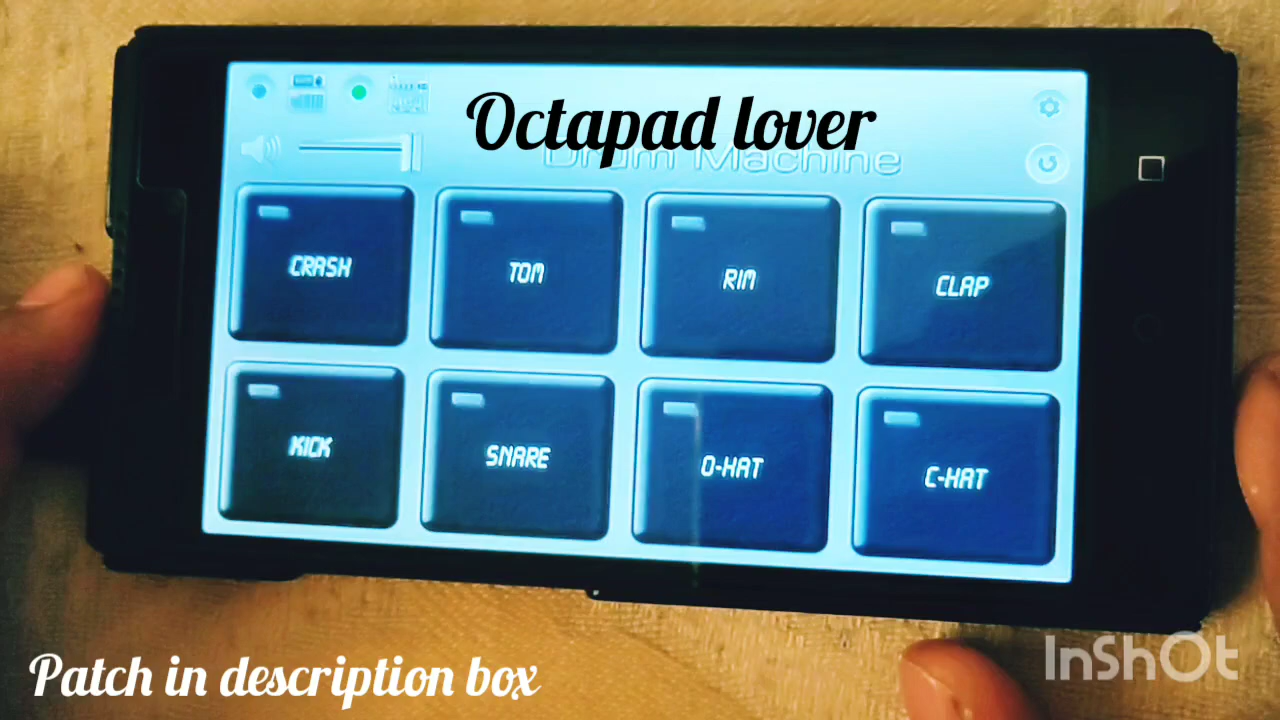 Octapad lover
Drum Machine
CRASH
TOM
RIM
CLAP
KICK
SNARE
O-HAT
C-HAT
Patch in description box
InShOt